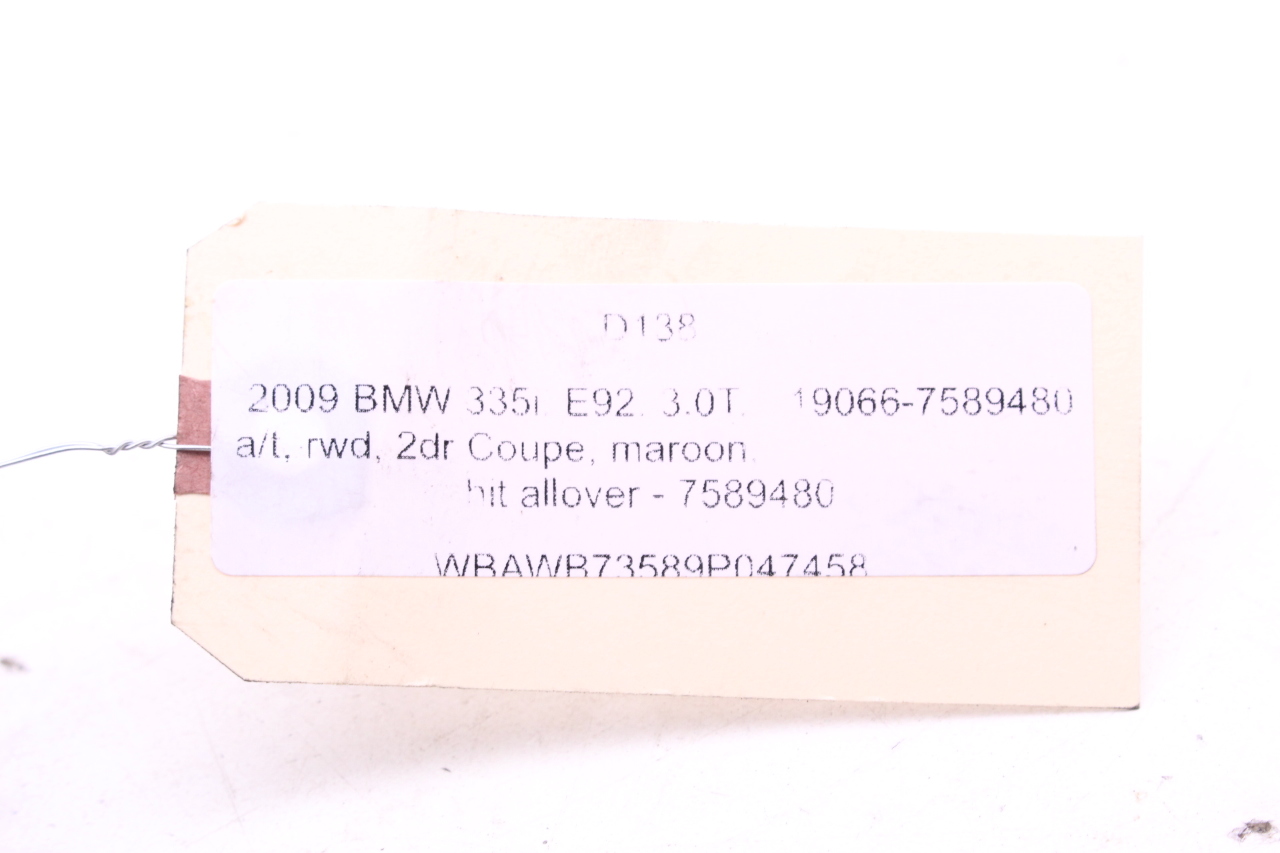 D138
2009 BMW 335i. E92. 3.0T. 19066-7589480
a/t, rwd, 2dr Coupe, maroon.
hit allover - 7589480
WBAWB73589P047458